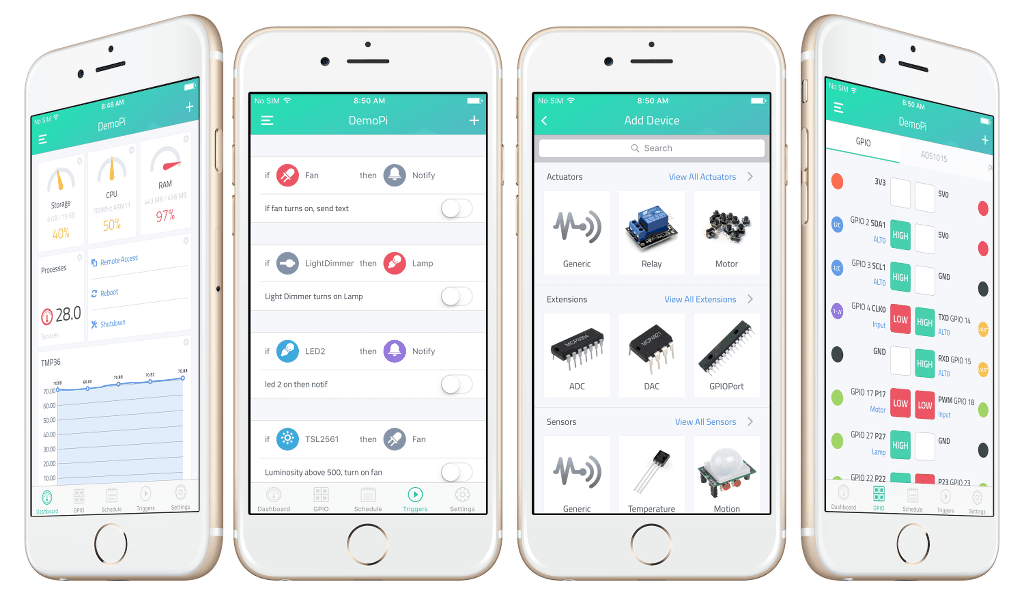 No SIM 8:48 AM
DemoPi
Storage
40%
CPU
50%
RAM
97%
Processes
28.0
Remote Access
Reboot
Shutdown
TMP36
70.00
60.00
50.00
40.00
30.00
20.00
10.00
Dashboard GPIO Schedule Triggers Settings
No SIM 8:50 AM
DemoPi
if Fan then Notify
If fan turns on, send text
if LightDimmer then Lamp
Light Dimmer turns on Lamp
if LED2 then Notify
led 2 on then notif
if TSL2561 then Fan
Luminosity above 500, turn on fan
Dashboard GPIO Schedule Triggers Settings
No SIM 8:50 AM
Add Device
Search
Actuators View All Actuators
Generic Relay Motor
Extensions View All Extensions
ADC DAC GPIOPort
Sensors View All Sensors
Generic Temperature Motion
No SIM 8:50 AM
DemoPi
GPIO ADS1015
3V3 5V0
I2C GPIO 2 SDA1 HIGH 5V0
ALT0
I2C GPIO 3 SCL1 HIGH GND
ALT0
GPIO 4 CLK0 LOW HIGH TXD GPIO 14
Input ALT0
GND HIGH RXD GPIO 15
ALT0
GPIO 17 P17 LOW LOW PWM GPIO 18
Motor Input
GPIO 27 P27 HIGH GND
Lamp
GPIO 22 P22 P23 GPIO 23
Dashboard GPIO Schedule Triggers Settings